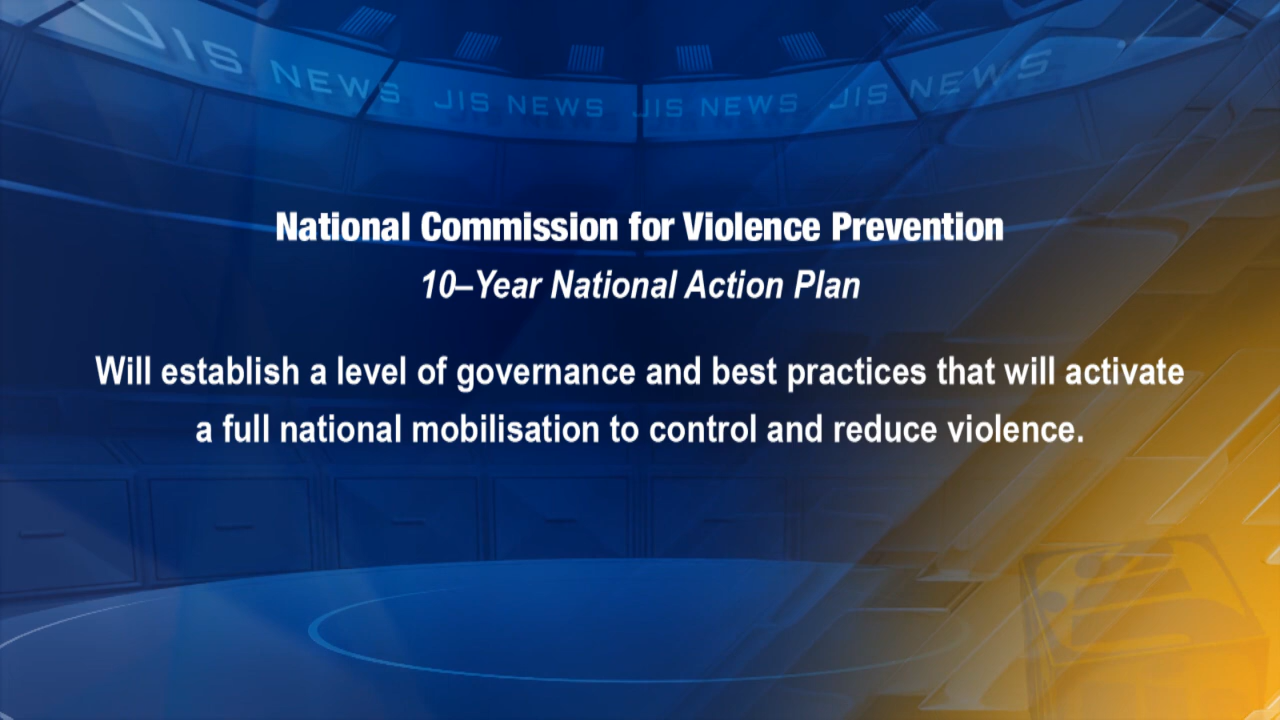 JIS NEWS JIS NEWS JIS NEWS JIS NEWS
National Commission for Violence Prevention
10–Year National Action Plan
Will establish a level of governance and best practices that will activate
a full national mobilisation to control and reduce violence.